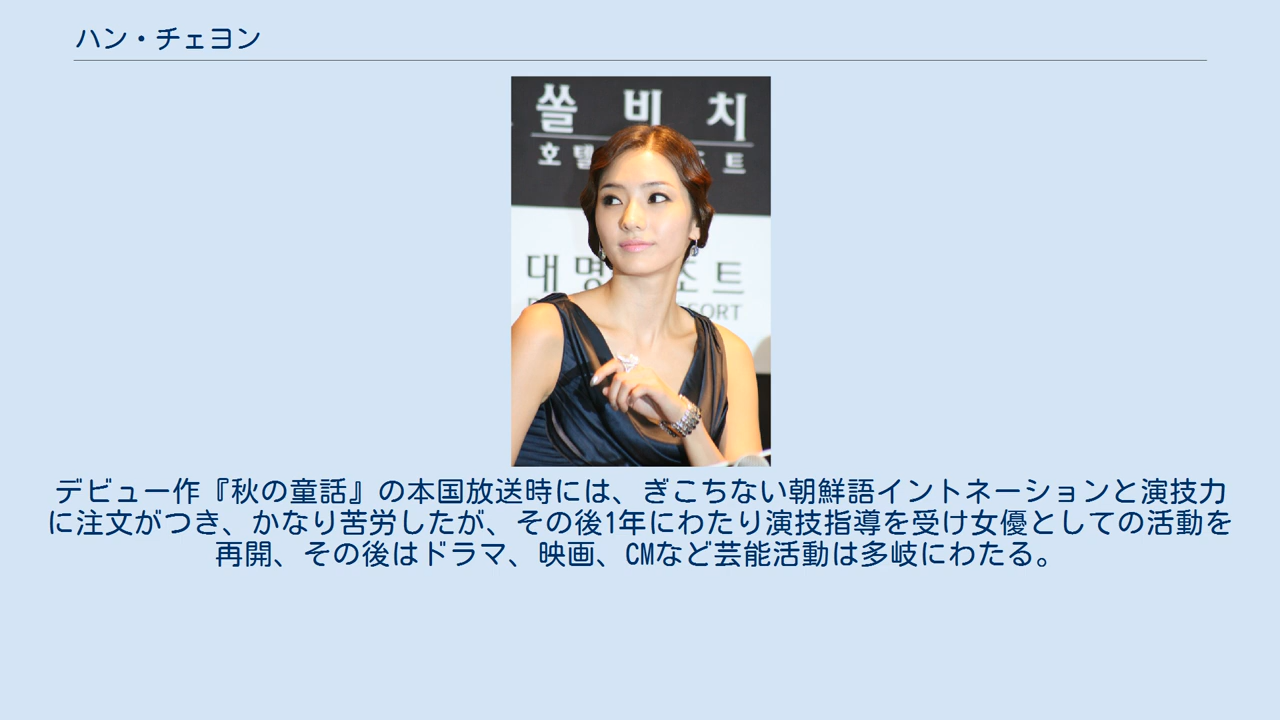 ハン・チェヨン
쏠 비 치
호 텔
트
대 명
조 트
SORT
デビュー作『秋の童話』の本国放送時には、ぎこちない朝鮮語イントネーションと演技力
に注文がつき、かなり苦労したが、その後1年にわたり演技指導を受け女優としての活動を
再開、その後はドラマ、映画、CMなど芸能活動は多岐にわたる。